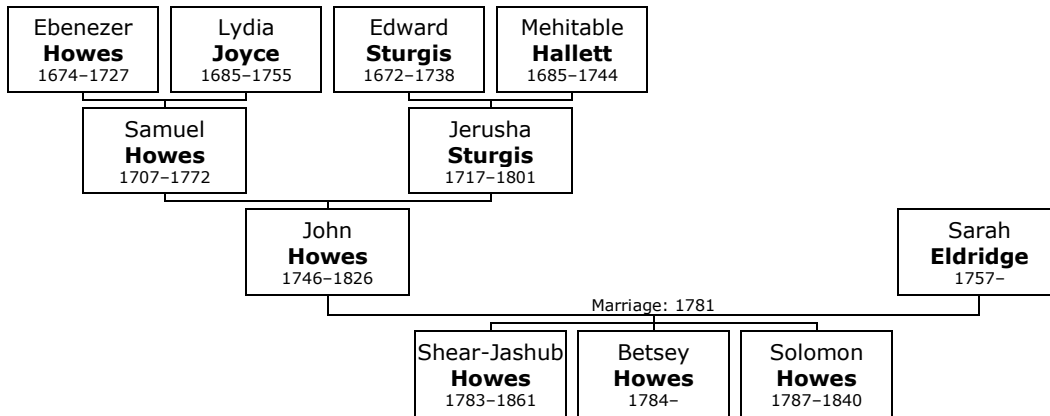 Ebenezer
Howes
1674–1727
Lydia
Joyce
1685–1755
Edward
Sturgis
1672–1738
Mehitable
Hallett
1685–1744
Samuel
Howes
1707–1772
Jerusha
Sturgis
1717–1801
John
Howes
1746–1826
Sarah
Eldridge
1757–
Marriage: 1781
Shear-Jashub
Howes
1783–1861
Betsey
Howes
1784–
Solomon
Howes
1787–1840